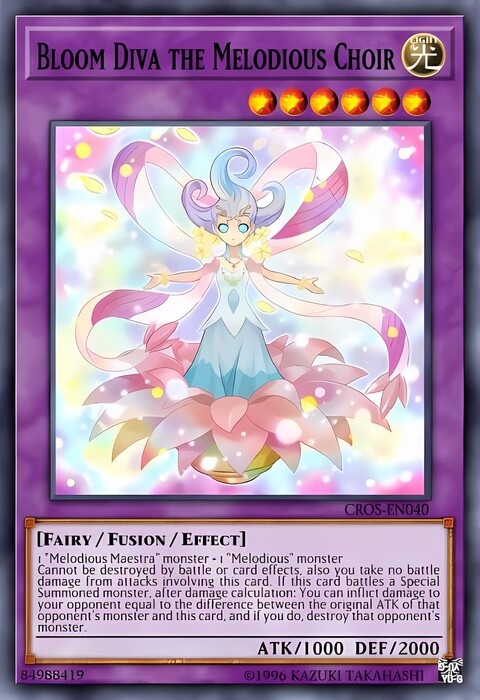 Bloom Diva the Melodious Choir
LIGHT
光
CROS-EN040
[Fairy / Fusion / Effect]
1 "Melodious Maestra" monster - 1 "Melodious" monster
Cannot be destroyed by battle or card effects, also you take no battle
damage from attacks involving this card. If this card battles a Special
Summoned monster, after damage calculation: You can inflict damage to
your opponent equal to the difference between the original ATK of that
opponent's monster and this card, and if you do, destroy that opponent's
monster.
ATK/1000 DEF/2000
84988419
©1996 KAZUKI TAKAHASHI